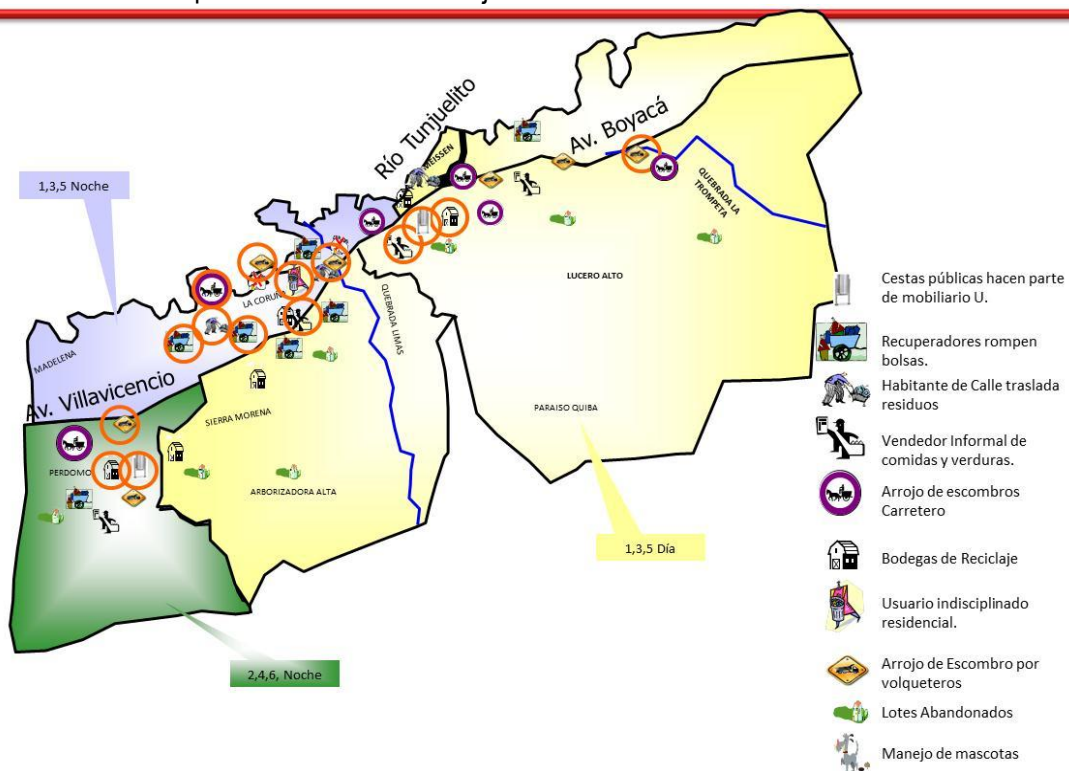 Río Tunjuelito
MEISSEN
Av. Boyacá
1,3,5 Noche
QUEBRADA LA
TROMPETA
LUCERO ALTO
QUEBRADA LIMAS
MADELENA
Av. Villavicencio
SIERRA MORENA
PARAISO QUIBA
PERDOMO
ARBORIZADORA ALTA
1,3,5 Día
2,4,6, Noche
Cestas públicas hacen parte
de mobiliario U.
Recuperadores rompen
bolsas.
Habitante de Calle traslada
residuos
Vendedor Informal de
comidas y verduras.
Arrojo de escombros
Carretero
Bodegas de Reciclaje
Usuario indisciplinado
residencial.
Arrojo de Escombro por
volqueteros
Lotes Abandonados
Manejo de mascotas